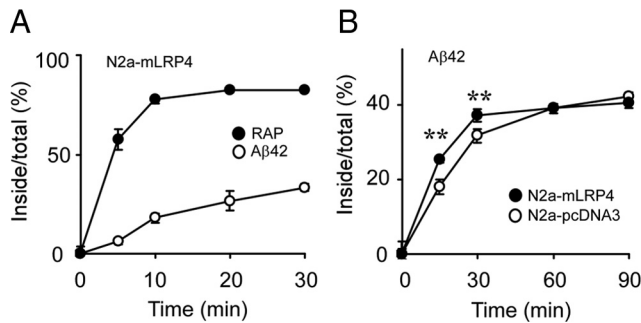 A
N2a-mLRP4
Inside/total (%)
100
50
0
RAP
Aβ42
0 10 20 30
Time (min)
B
Aβ42
Inside/total (%)
40
20
0
**
**
N2a-mLRP4
N2a-pcDNA3
0 30 60 90
Time (min)